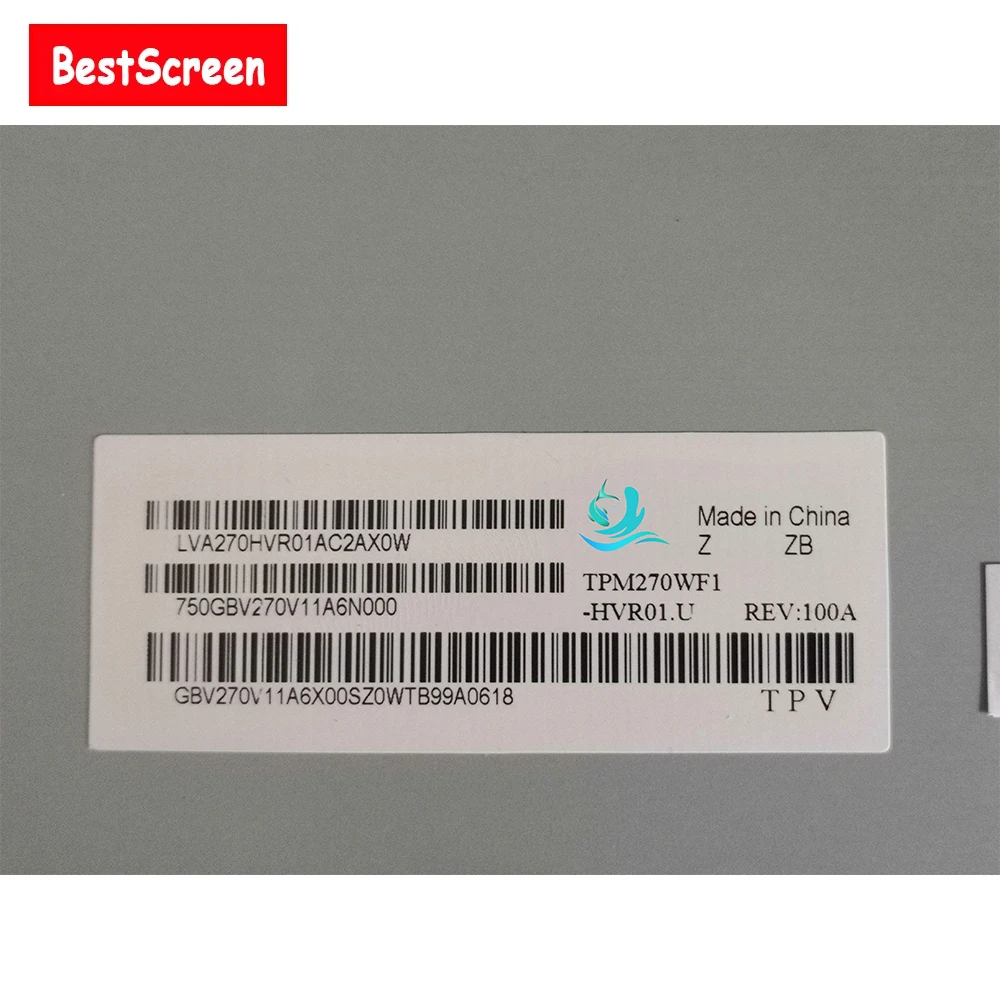 BestScreen
LVA270HVR01AC2AX0W
750GBV270V11A6N000
GBV270V11A6X00SZ0WTB99A0618
Made in China
Z ZB
TPM270WF1
-HVR01.U REV:100A
TPV